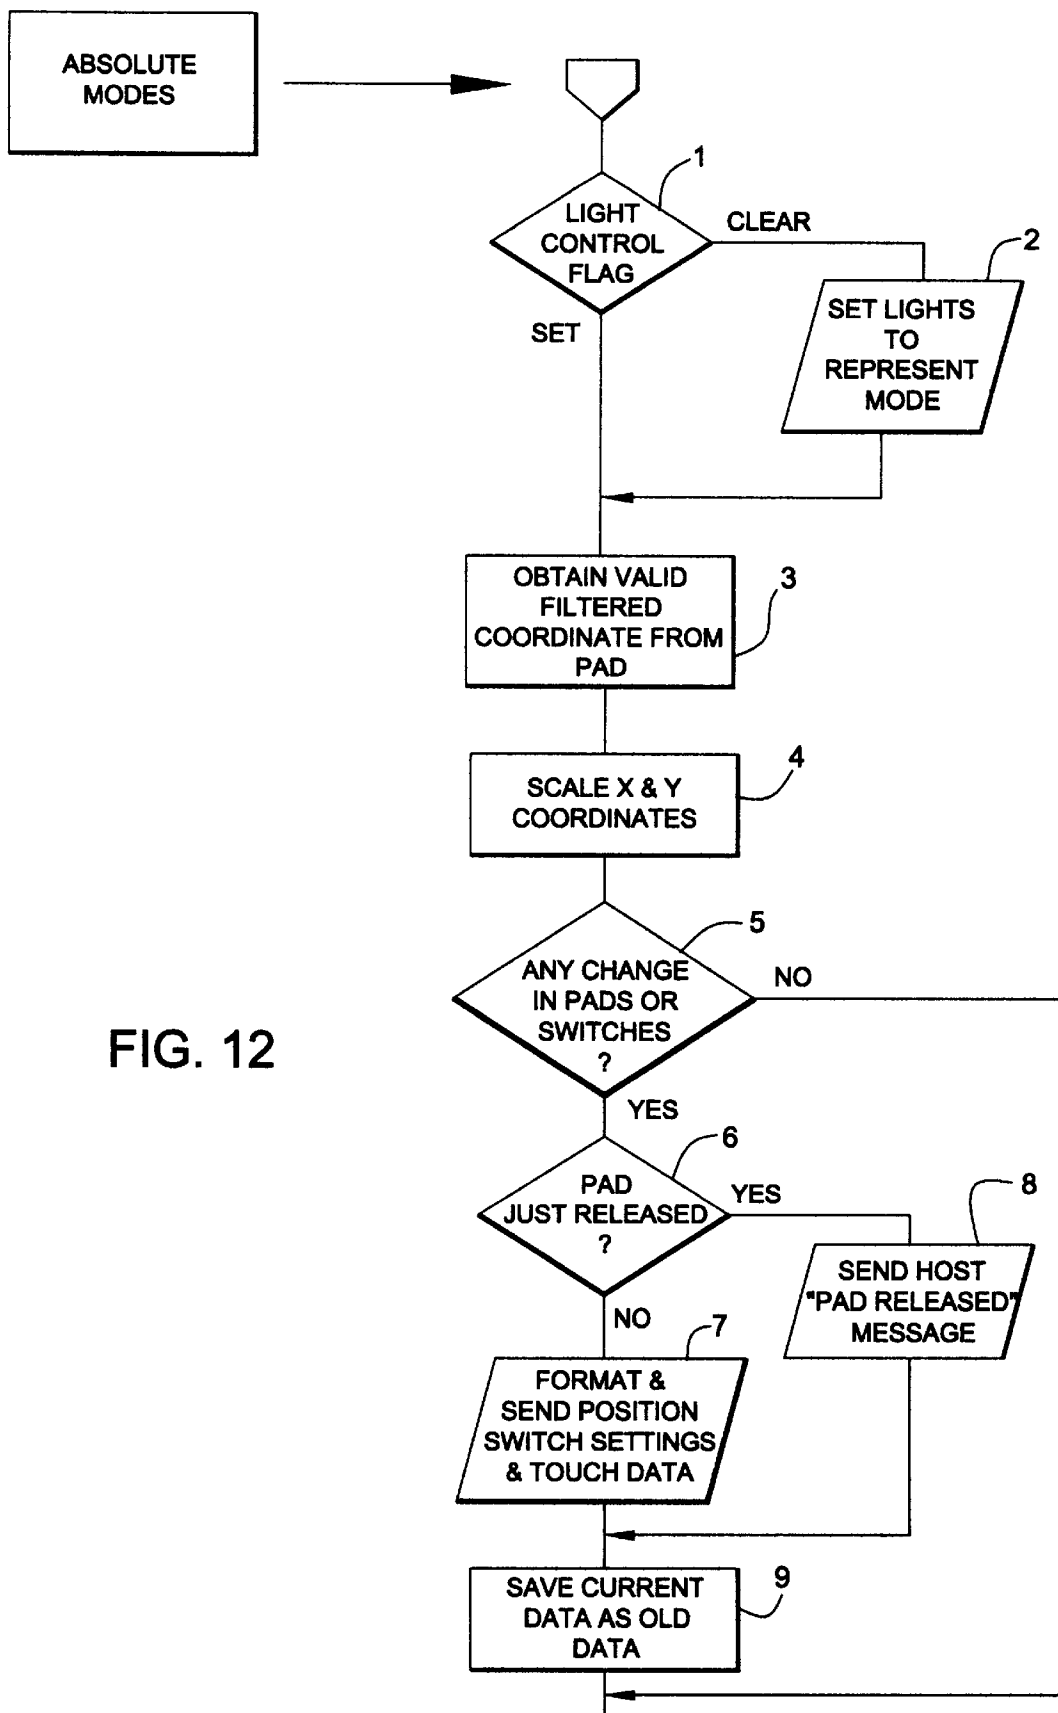 ABSOLUTE
MODES
1
LIGHT
CONTROL
FLAG
CLEAR
SET
2
SET LIGHTS
TO
REPRESENT
MODE
OBTAIN VALID
FILTERED
COORDINATE FROM
PAD
3
SCALE X & Y
COORDINATES
4
5
ANY CHANGE
IN PADS OR
SWITCHES
?
NO
YES
FIG. 12
6
PAD
JUST RELEASED
?
YES
NO
8
SEND HOST
"PAD RELEASED"
MESSAGE
7
FORMAT &
SEND POSITION
SWITCH SETTINGS
& TOUCH DATA
9
SAVE CURRENT
DATA AS OLD
DATA